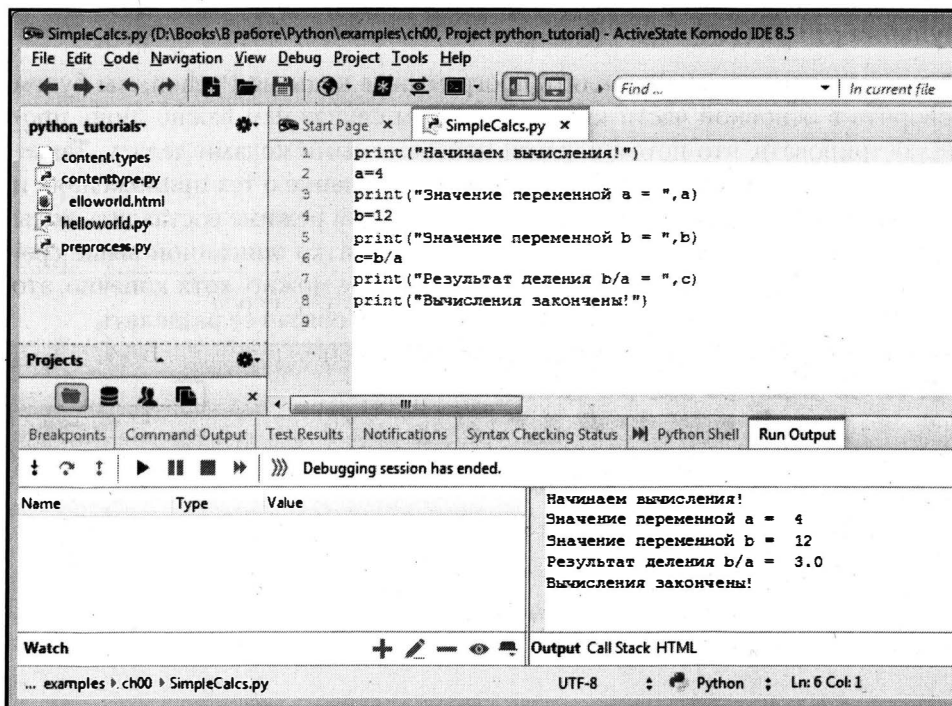 SimpleCalcs.py (D:\Books\В работе\Python\examples\ch00, Project python_tutorial) - ActiveState Komodo IDE 8.5
File Edit Code Navigation View Debug Project Tools Help
Find ...
In current file
python_tutorials*
Start Page ×
SimpleCalcs.py ×
content.types
contenttype.py
elloworld.html
helloworld.py
preprocess.py
1 print("Начинаем вычисления!")
2 a=4
3 print("Значение переменной a = ",a)
4 b=12
5 print("Значение переменной b = ",b)
6 c=b/a
7 print("Результат деления b/a = ",c)
8 print("Вычисления закончены!")
9
Projects
Breakpoints Command Output Test Results Notifications Syntax Checking Status Python Shell Run Output
Debugging session has ended.
Name Type Value
Начинаем вычисления!
Значение переменной a = 4
Значение переменной b = 12
Результат деления b/a = 3.0
Вычисления закончены!
Watch
Output Call Stack HTML
... examples ch00 SimpleCalcs.py
UTF-8 Python Ln: 6 Col: 1